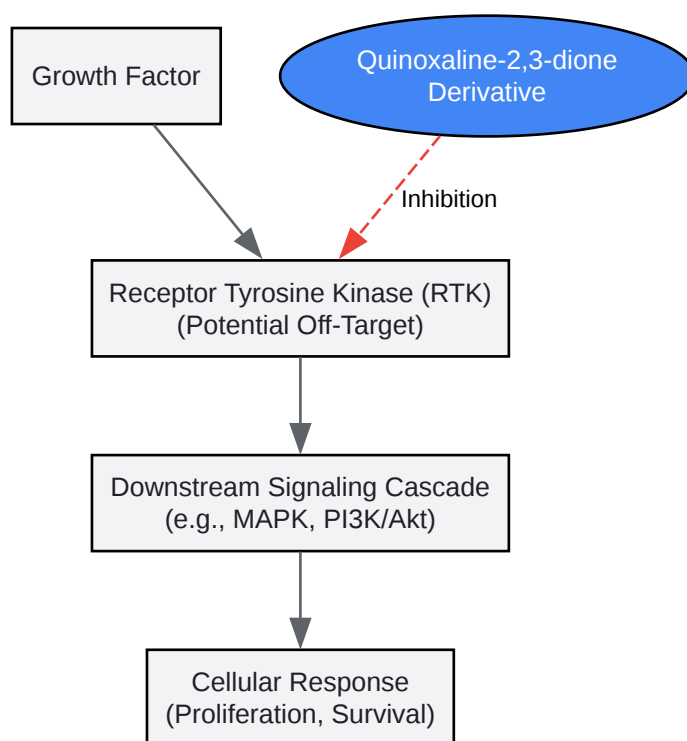 Growth Factor
Quinoxaline-2,3-dione
Derivative
Inhibition
Receptor Tyrosine Kinase (RTK)
(Potential Off-Target)
Downstream Signaling Cascade
(e.g., MAPK, PI3K/Akt)
Cellular Response
(Proliferation, Survival)